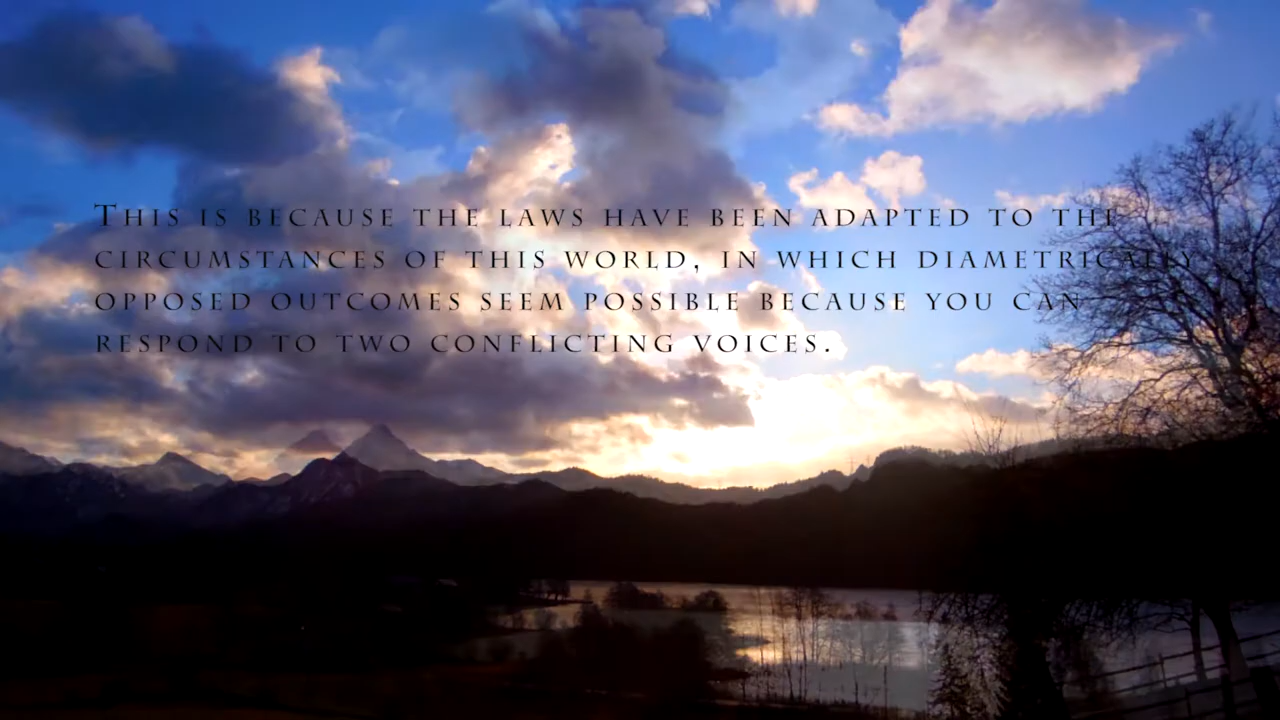 This is because the laws have been adapted to the
circumstances of this world, in which diametrically
opposed outcomes seem possible because you can
respond to two conflicting voices.